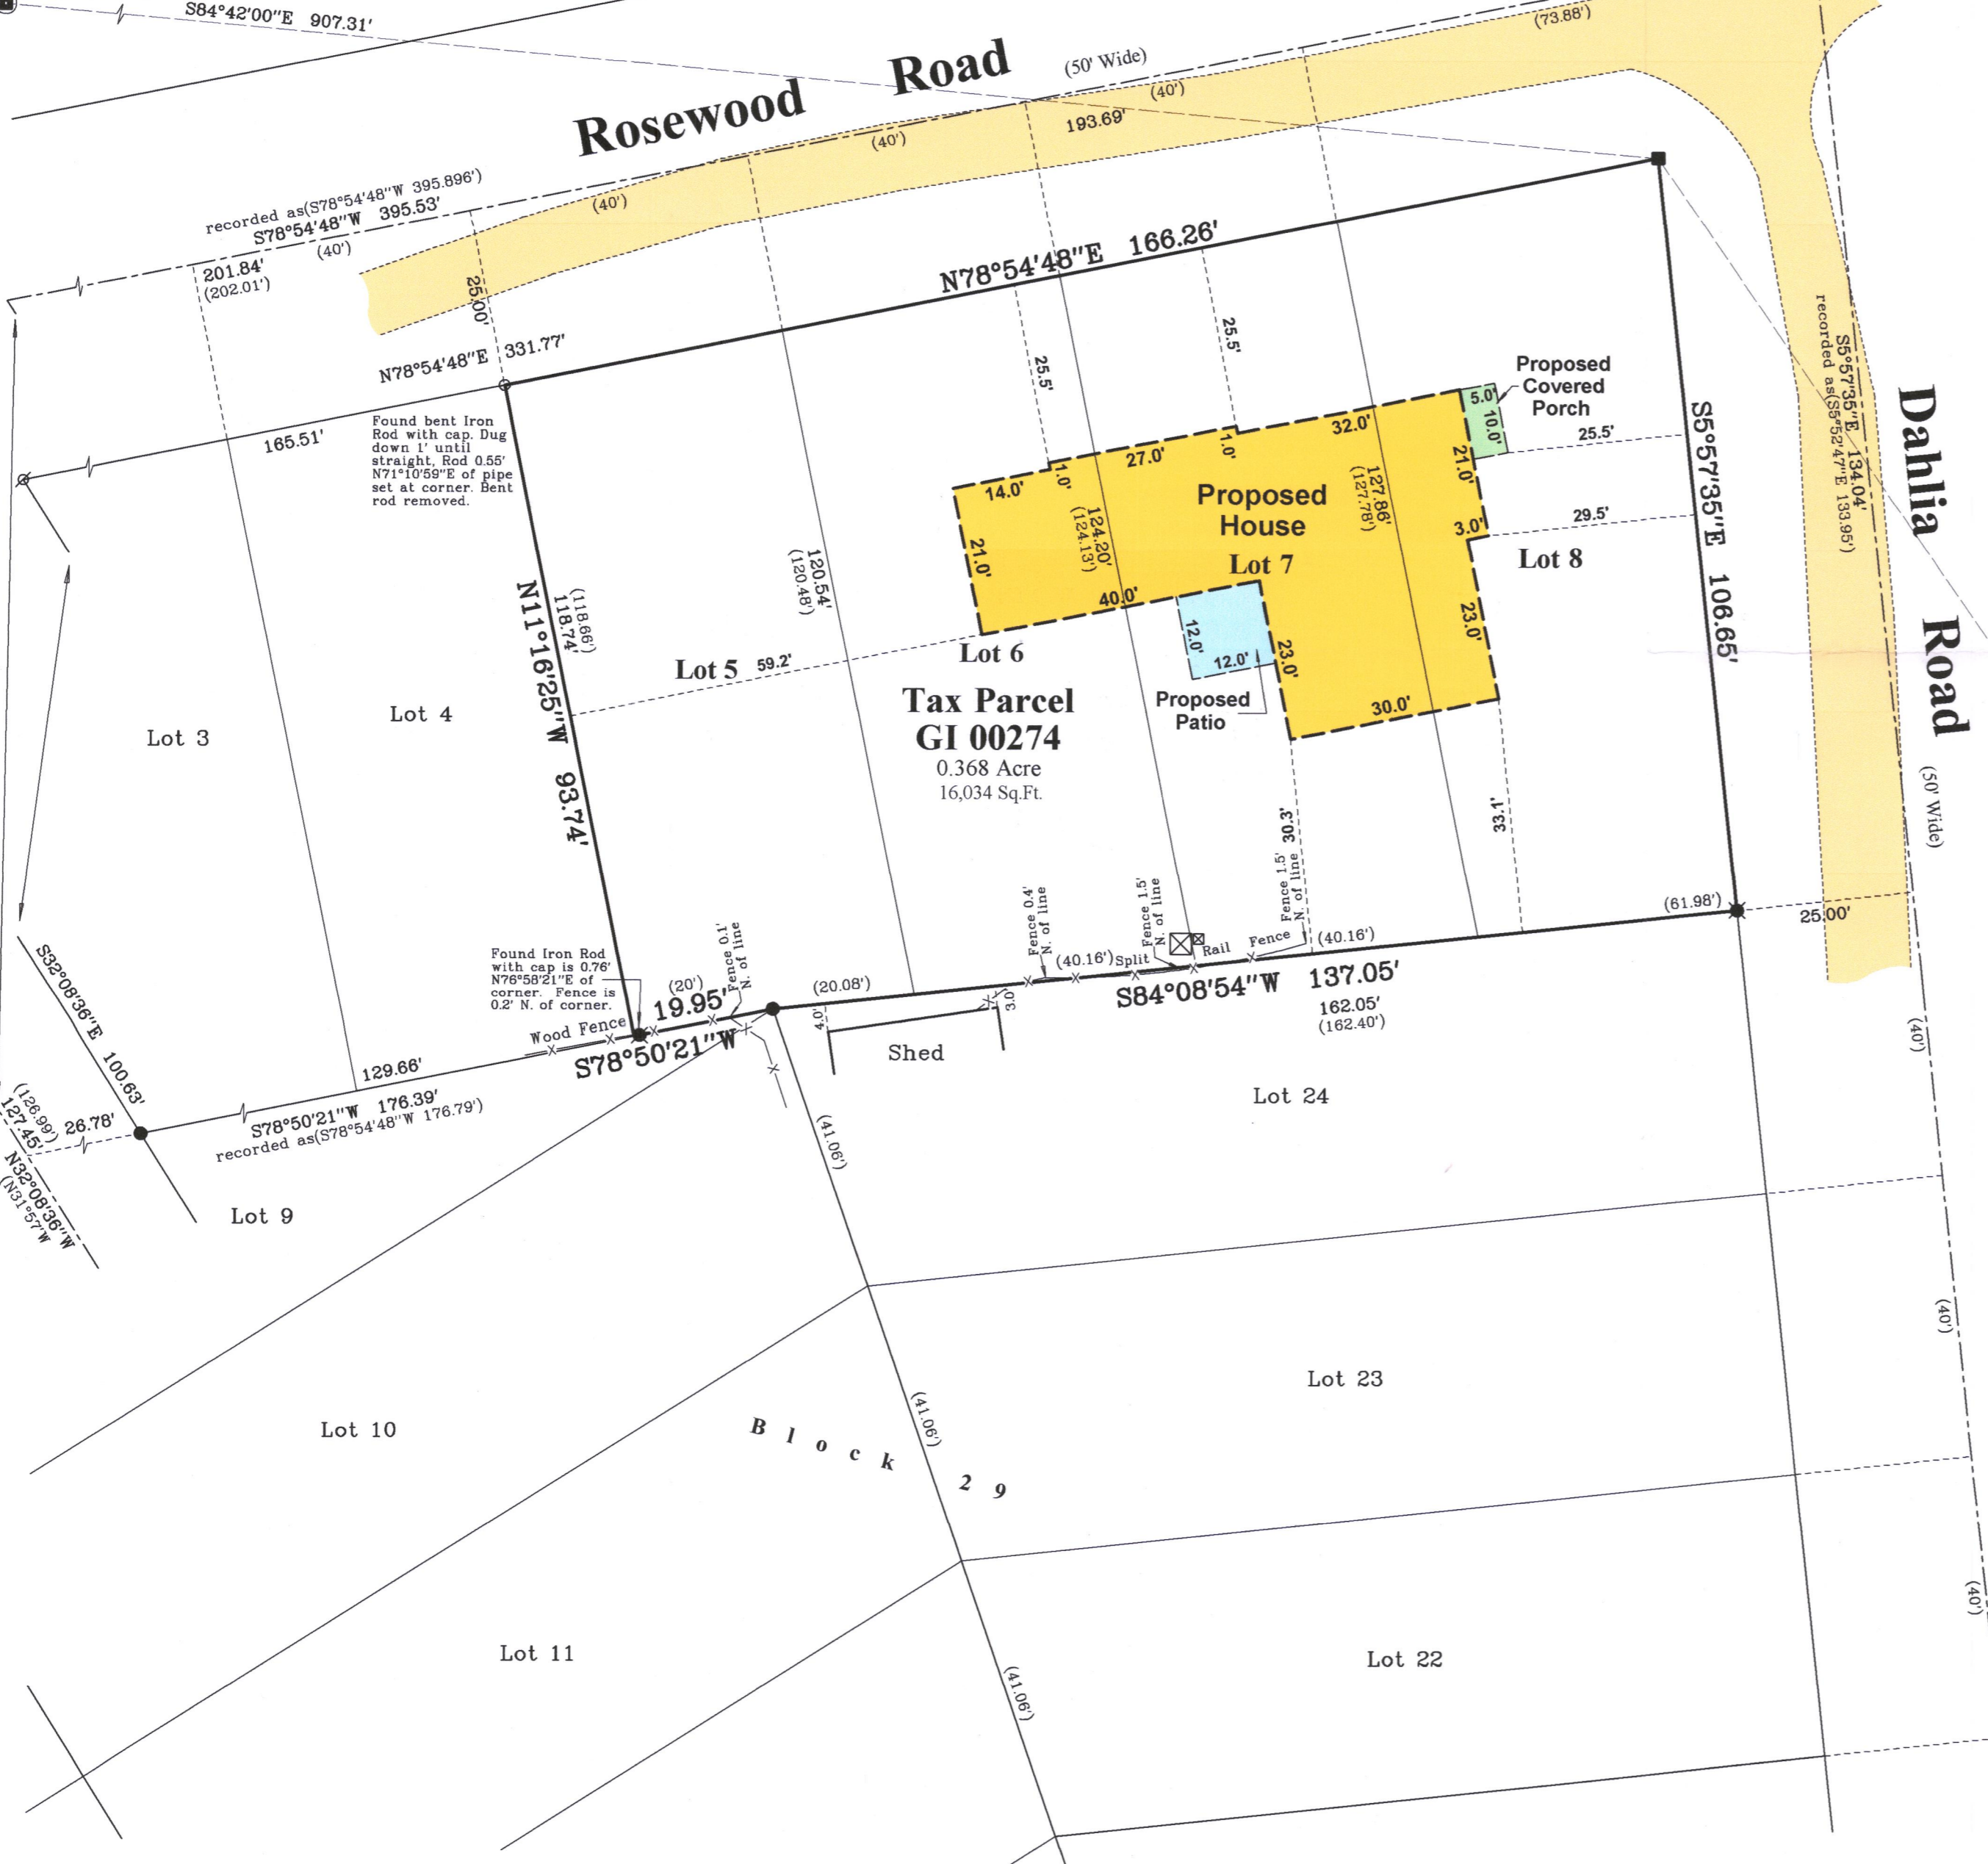 S84°42'00"E 907.31'
(73.88')
Rosewood Road (50' Wide)
(40')
193.69'
(40')
(40')
recorded as(S78°54'48"W 395.896')
S78°54'48"W 395.53'
(40')
201.84'
(202.01')
25.00'
N78°54'48"E 166.26'
N78°54'48"E 331.77'
165.51'
Found bent Iron
Rod with cap. Dug
down 1' until
straight, Rod 0.55'
N71°10'59"E of pipe
set at corner. Bent
rod removed.
25.5'
25.5'
Proposed
Covered
Porch
5.0'
10.0'
25.5'
S5°57'35"E 106.65'
S5°57'35"E 134.04'
recorded as(S5°52'47"E 133.95')
Dahlia Road
(50' Wide)
14.0'
1.0'
27.0'
1.0'
32.0'
21.0'
Proposed
House
Lot 7
127.86'
(127.78')
124.20'
(124.13')
3.0'
29.5'
Lot 8
21.0'
40.0'
23.0'
12.0'
12.0'
23.0'
30.0'
Proposed
Patio
120.54'
(120.48')
N11°16'25"W 93.74'
(118.66')
118.74'
Lot 5
59.2'
Lot 6
Tax Parcel
GI 00274
0.368 Acre
16,034 Sq.Ft.
Lot 3
Lot 4
30.3'
33.1'
Found Iron Rod
with cap is 0.76'
N76°58'21"E of
corner. Fence is
0.2' N. of corner.
Wood Fence
(20')
19.95'
S78°50'21"W
Fence 0.1'
N. of line
(20.08')
4.0'
3.0'
Shed
Fence 0.4'
N. of line
(40.16')
Split Rail Fence
Fence 1.5'
N. of line
Fence 1.5'
N. of line
(40.16')
(61.98')
25.00'
S84°08'54"W 137.05'
162.05'
(162.40')
S32°08'36"E 100.63'
129.66'
S78°50'21"W 176.39'
recorded as(S78°54'48"W 176.79')
26.78'
(126.99')
127.45'
N32°08'36"W
(N31°57'W
Lot 9
Lot 24
(41.06')
(40')
Lot 23
(40')
Lot 10
Block 29
(41.06')
Lot 11
(41.06')
Lot 22
(40')